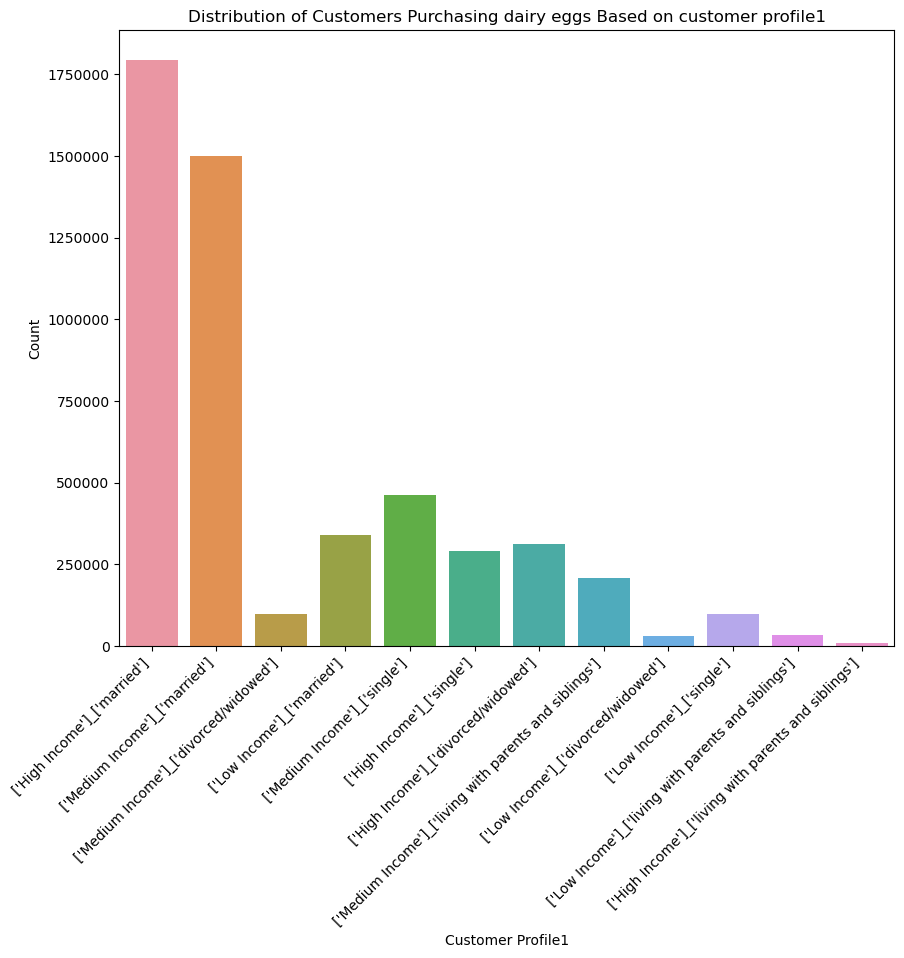 Distribution of Customers Purchasing dairy eggs Based on customer profile1
1750000
1500000
1250000
1000000
750000
500000
250000
0
Count
['High Income']_['married']
['Medium Income']_['married']
['Medium Income']_['divorced/widowed']
['Low Income']_['married']
['Medium Income']_['single']
['High Income']_['single']
['High Income']_['divorced/widowed']
['Medium Income']_['living with parents and siblings']
['Low Income']_['divorced/widowed']
['Low Income']_['single']
['Low Income']_['living with parents and siblings']
['High Income']_['living with parents and siblings']
Customer Profile1